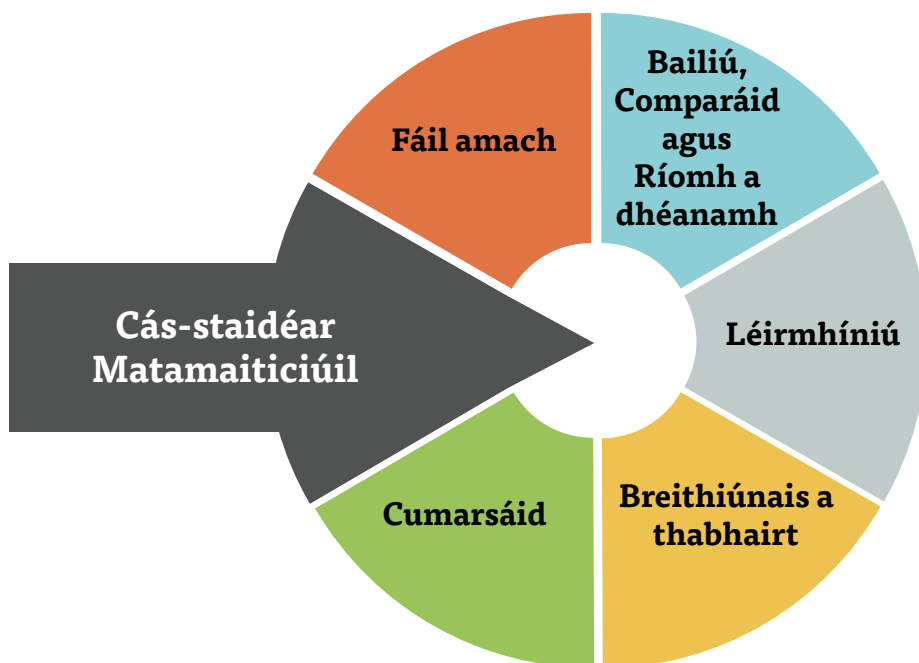 Fáil amach
Bailiú,
Comparáid
agus
Ríomh a
dhéanamh
Léirmhíniú
Breithiúnais a
thabhairt
Cumarsáid
Cás-staidéar
Matamaiticiúil